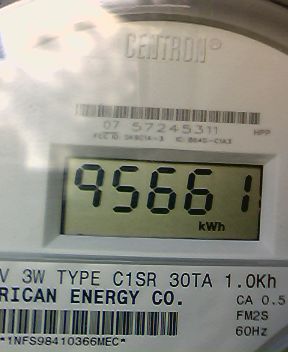 CENTRON®
07 57245311
HPP
95661
kWh
V 3W TYPE C1SR 30TA 1.0Kh
RICAN ENERGY CO.
CA 0.5
FM2S
60Hz
*1NFS98410366MEC*